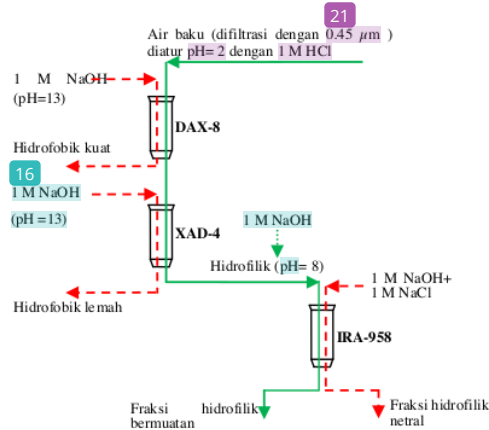 21
Air baku (difiltrasi dengan 0.45 µm )
diatur pH= 2 dengan 1 M HCl
1 M NaOH
(pH=13)
DAX-8
Hidrofobik kuat
16
1 M NaOH
(pH =13)
XAD-4
1 M NaOH
Hidrofilik (pH= 8)
Hidrofobik lemah
1 M NaOH+
1 M NaCl
IRA-958
Fraksi hidrofilik
bermuatan
Fraksi hidrofilik
netral